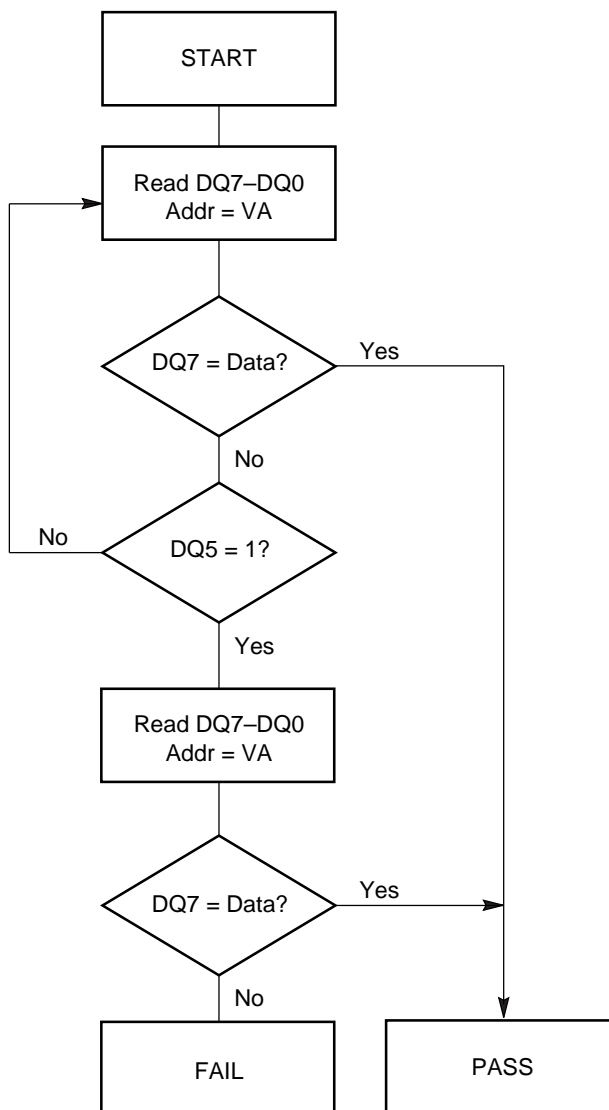 START
Read DQ7–DQ0
Addr = VA
DQ7 = Data?
Yes
No
No
DQ5 = 1?
Yes
Read DQ7–DQ0
Addr = VA
DQ7 = Data?
Yes
No
FAIL
PASS